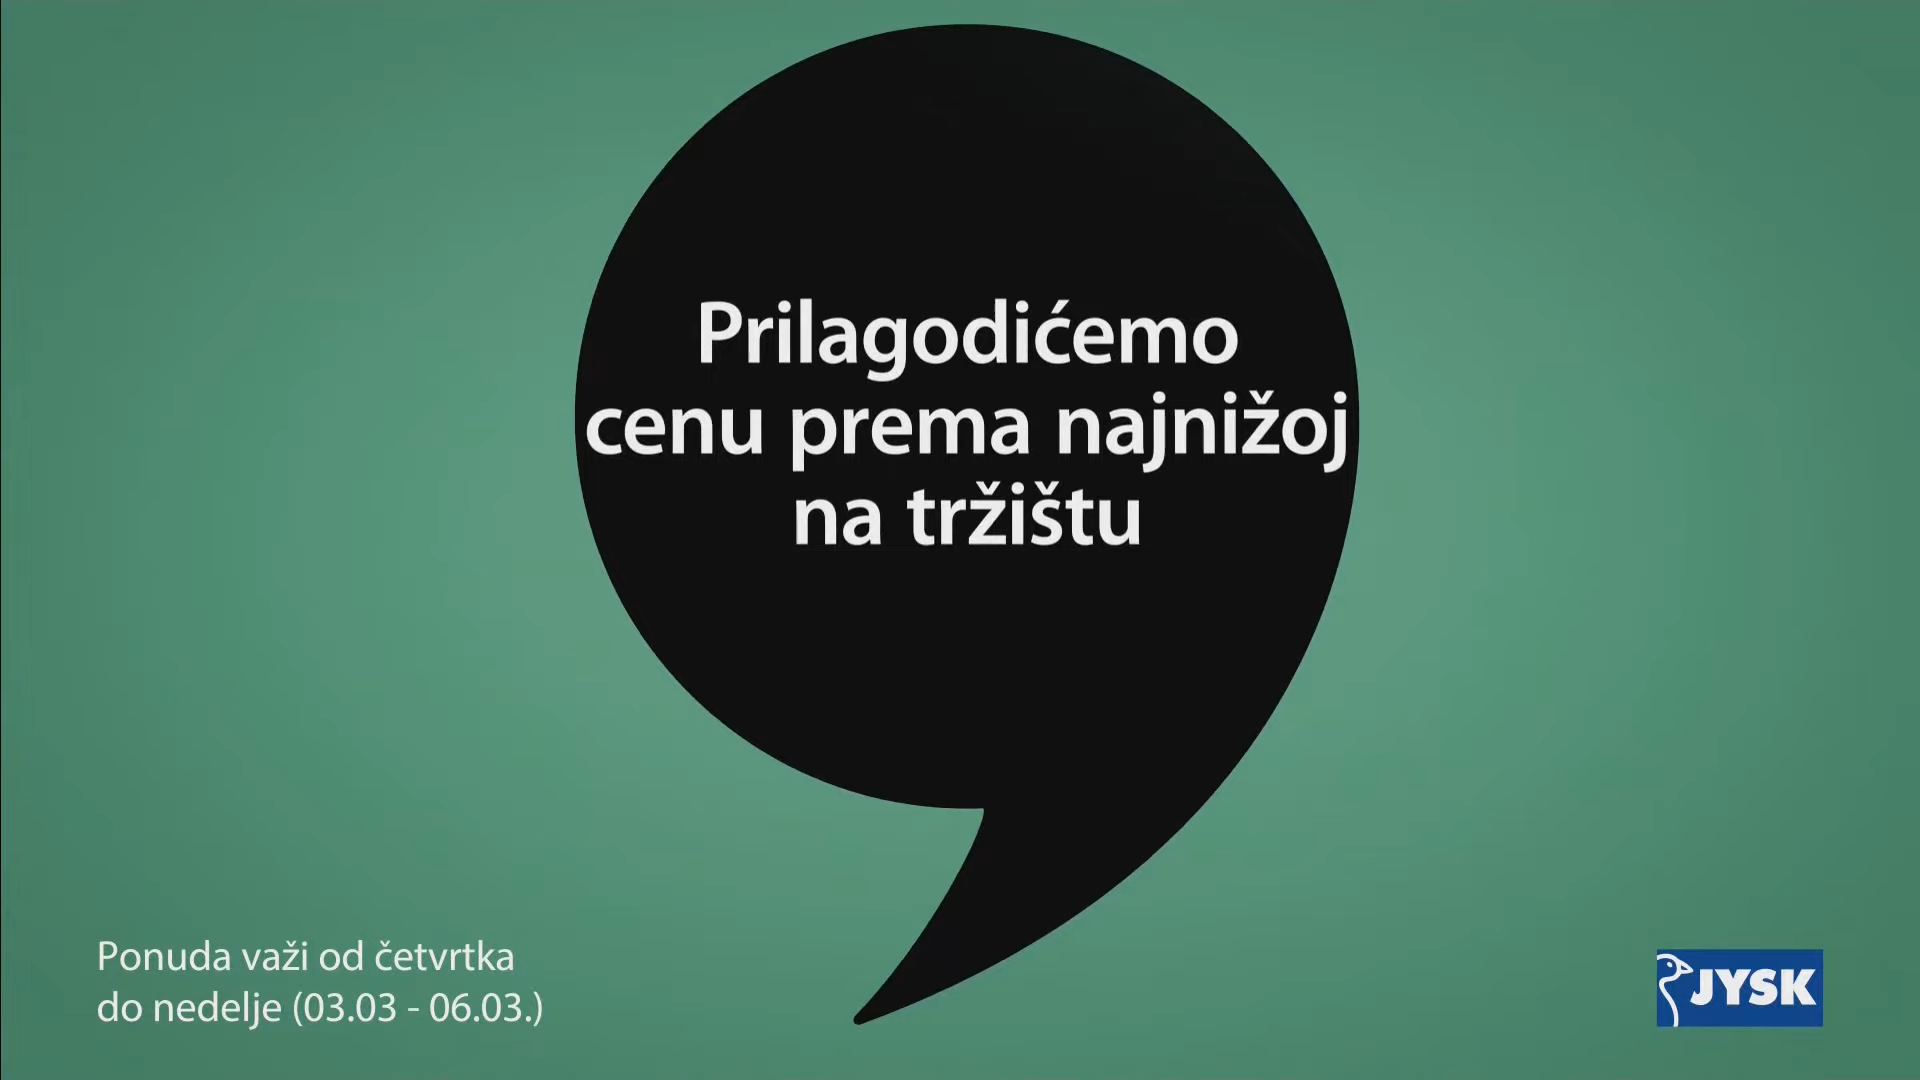 Prilagodićemo
cenu prema najnižoj
na tržištu
Ponuda važi od četvrtka
do nedelje (03.03 - 06.03.)
JYSK